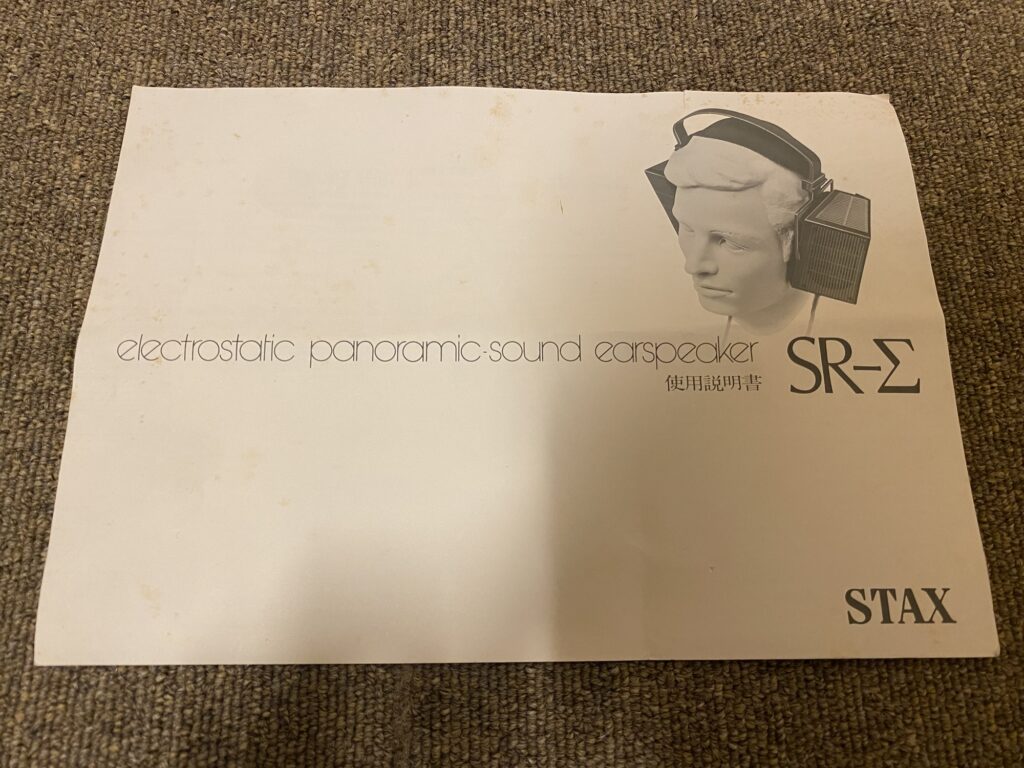 electrostatic panoramic-sound earspeaker SR-Σ
使用説明書
STAX